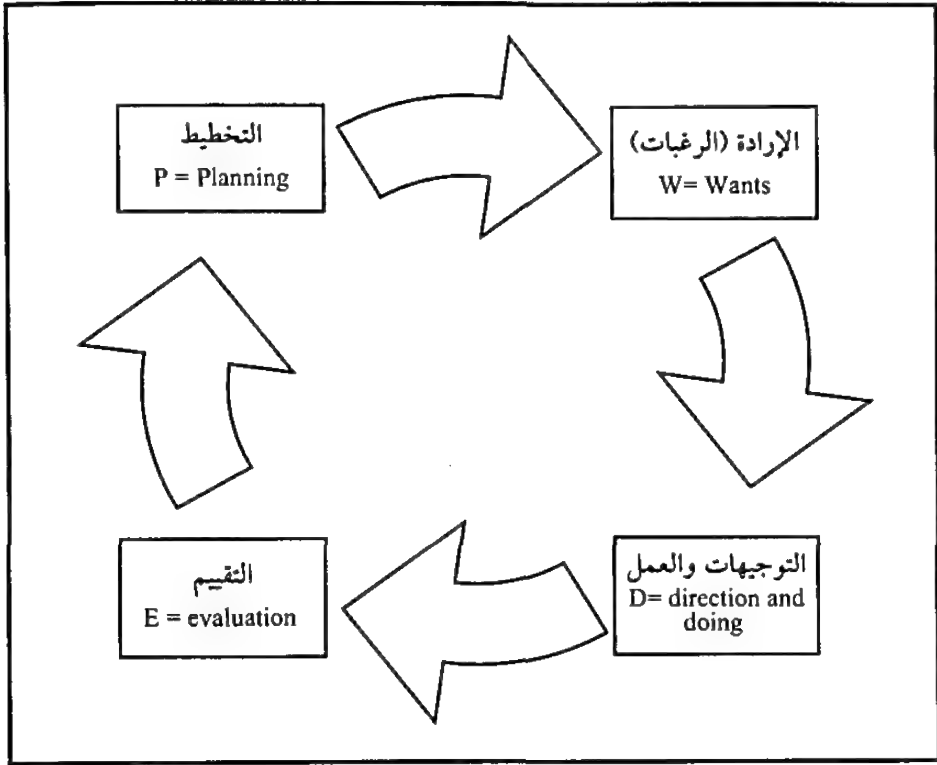 التخطيط
P = Planning
الإرادة (الرغبات)
W= Wants
التوجيهات والعمل
D= direction and
doing
التقييم
E = evaluation